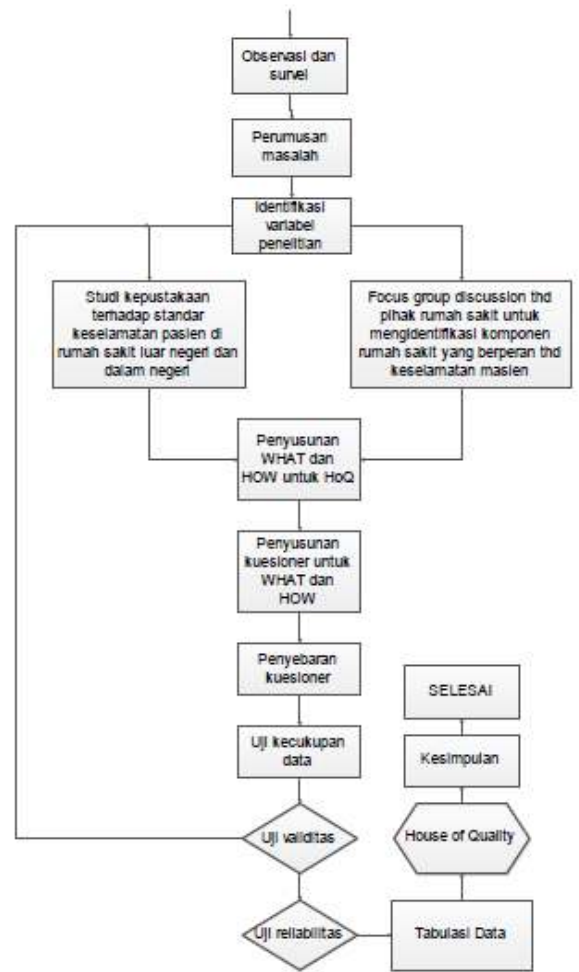 Observasi dan
survei
Perumusan
masalah
Identifikasi
variabel
penelitian
Studi kepustakaan
terhadap standar
keselamatan pasien di
rumah sakit luar negeri dan
dalam negeri
Focus group discussion thd
pihak rumah sakit untuk
mengidentifikasi komponen
rumah sakit yang berperan thd
keselamatan masien
Penyusunan
WHAT dan
HOW untuk HoQ
Penyusunan
kuesioner untuk
WHAT dan
HOW
Penyebaran
kuesioner
Uji kecukupan
data
Uji validitas
Uji reliabilitas
Tabulasi Data
House of Quality
Kesimpulan
SELESAI